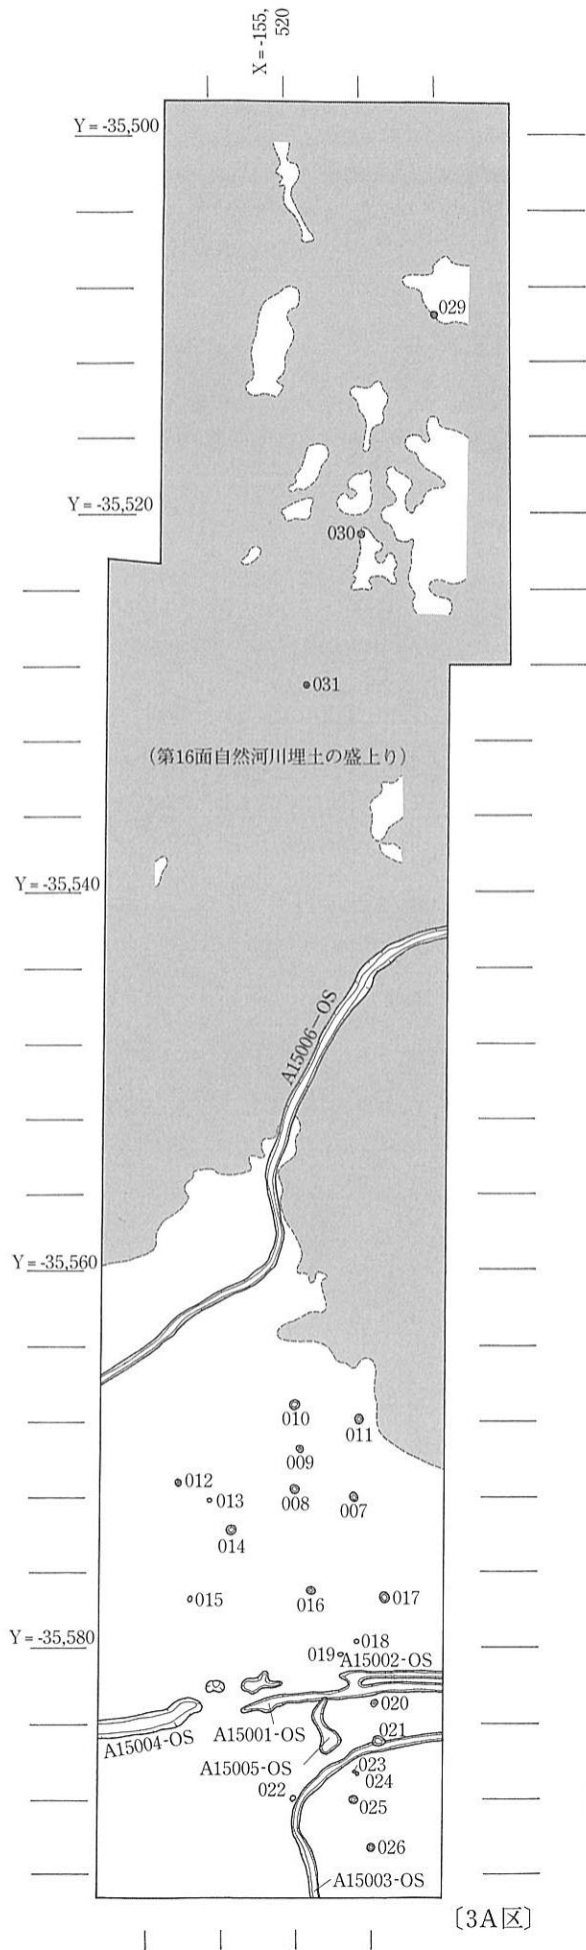 X = -155,
520
Y = -35,500
029
Y = -35,520
030
031
(第16面自然河川埋土の盛上り)
Y = -35,540
A15006-OS
Y = -35,560
010
011
009
012
008
007
013
014
015
016
017
Y = -35,580
018
019
A15002-OS
020
A15004-OS
A15001-OS
021
A15005-OS
023
024
022
025
026
A15003-OS
〔3A区〕